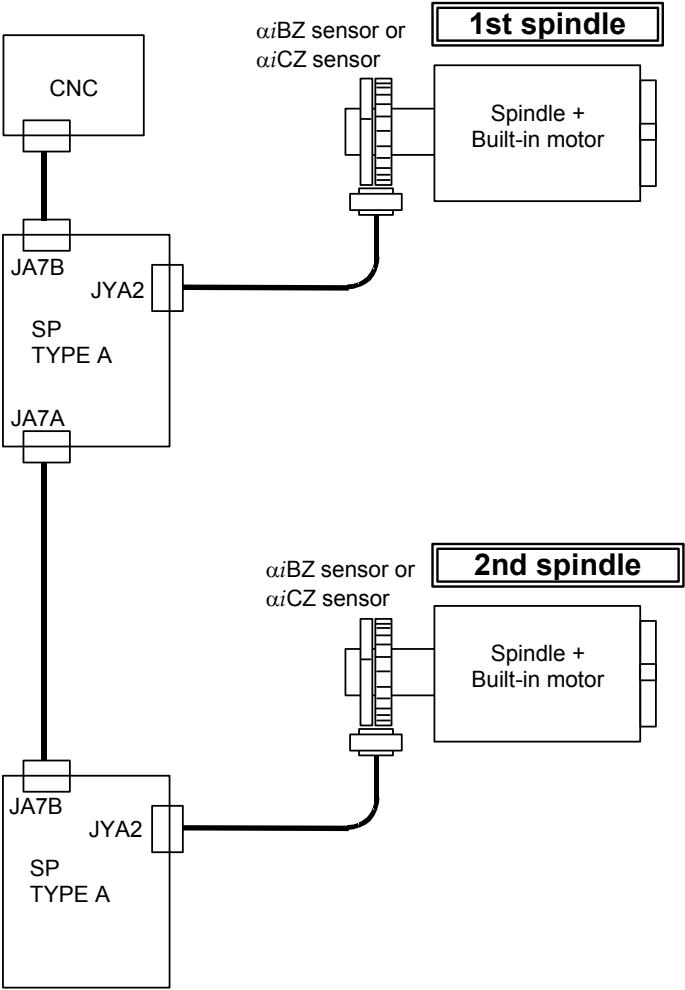 αiBZ sensor or
αiCZ sensor
1st spindle
CNC
Spindle +
Built-in motor
JA7B
JYA2
SP
TYPE A
JA7A
αiBZ sensor or
αiCZ sensor
2nd spindle
Spindle +
Built-in motor
JA7B
JYA2
SP
TYPE A